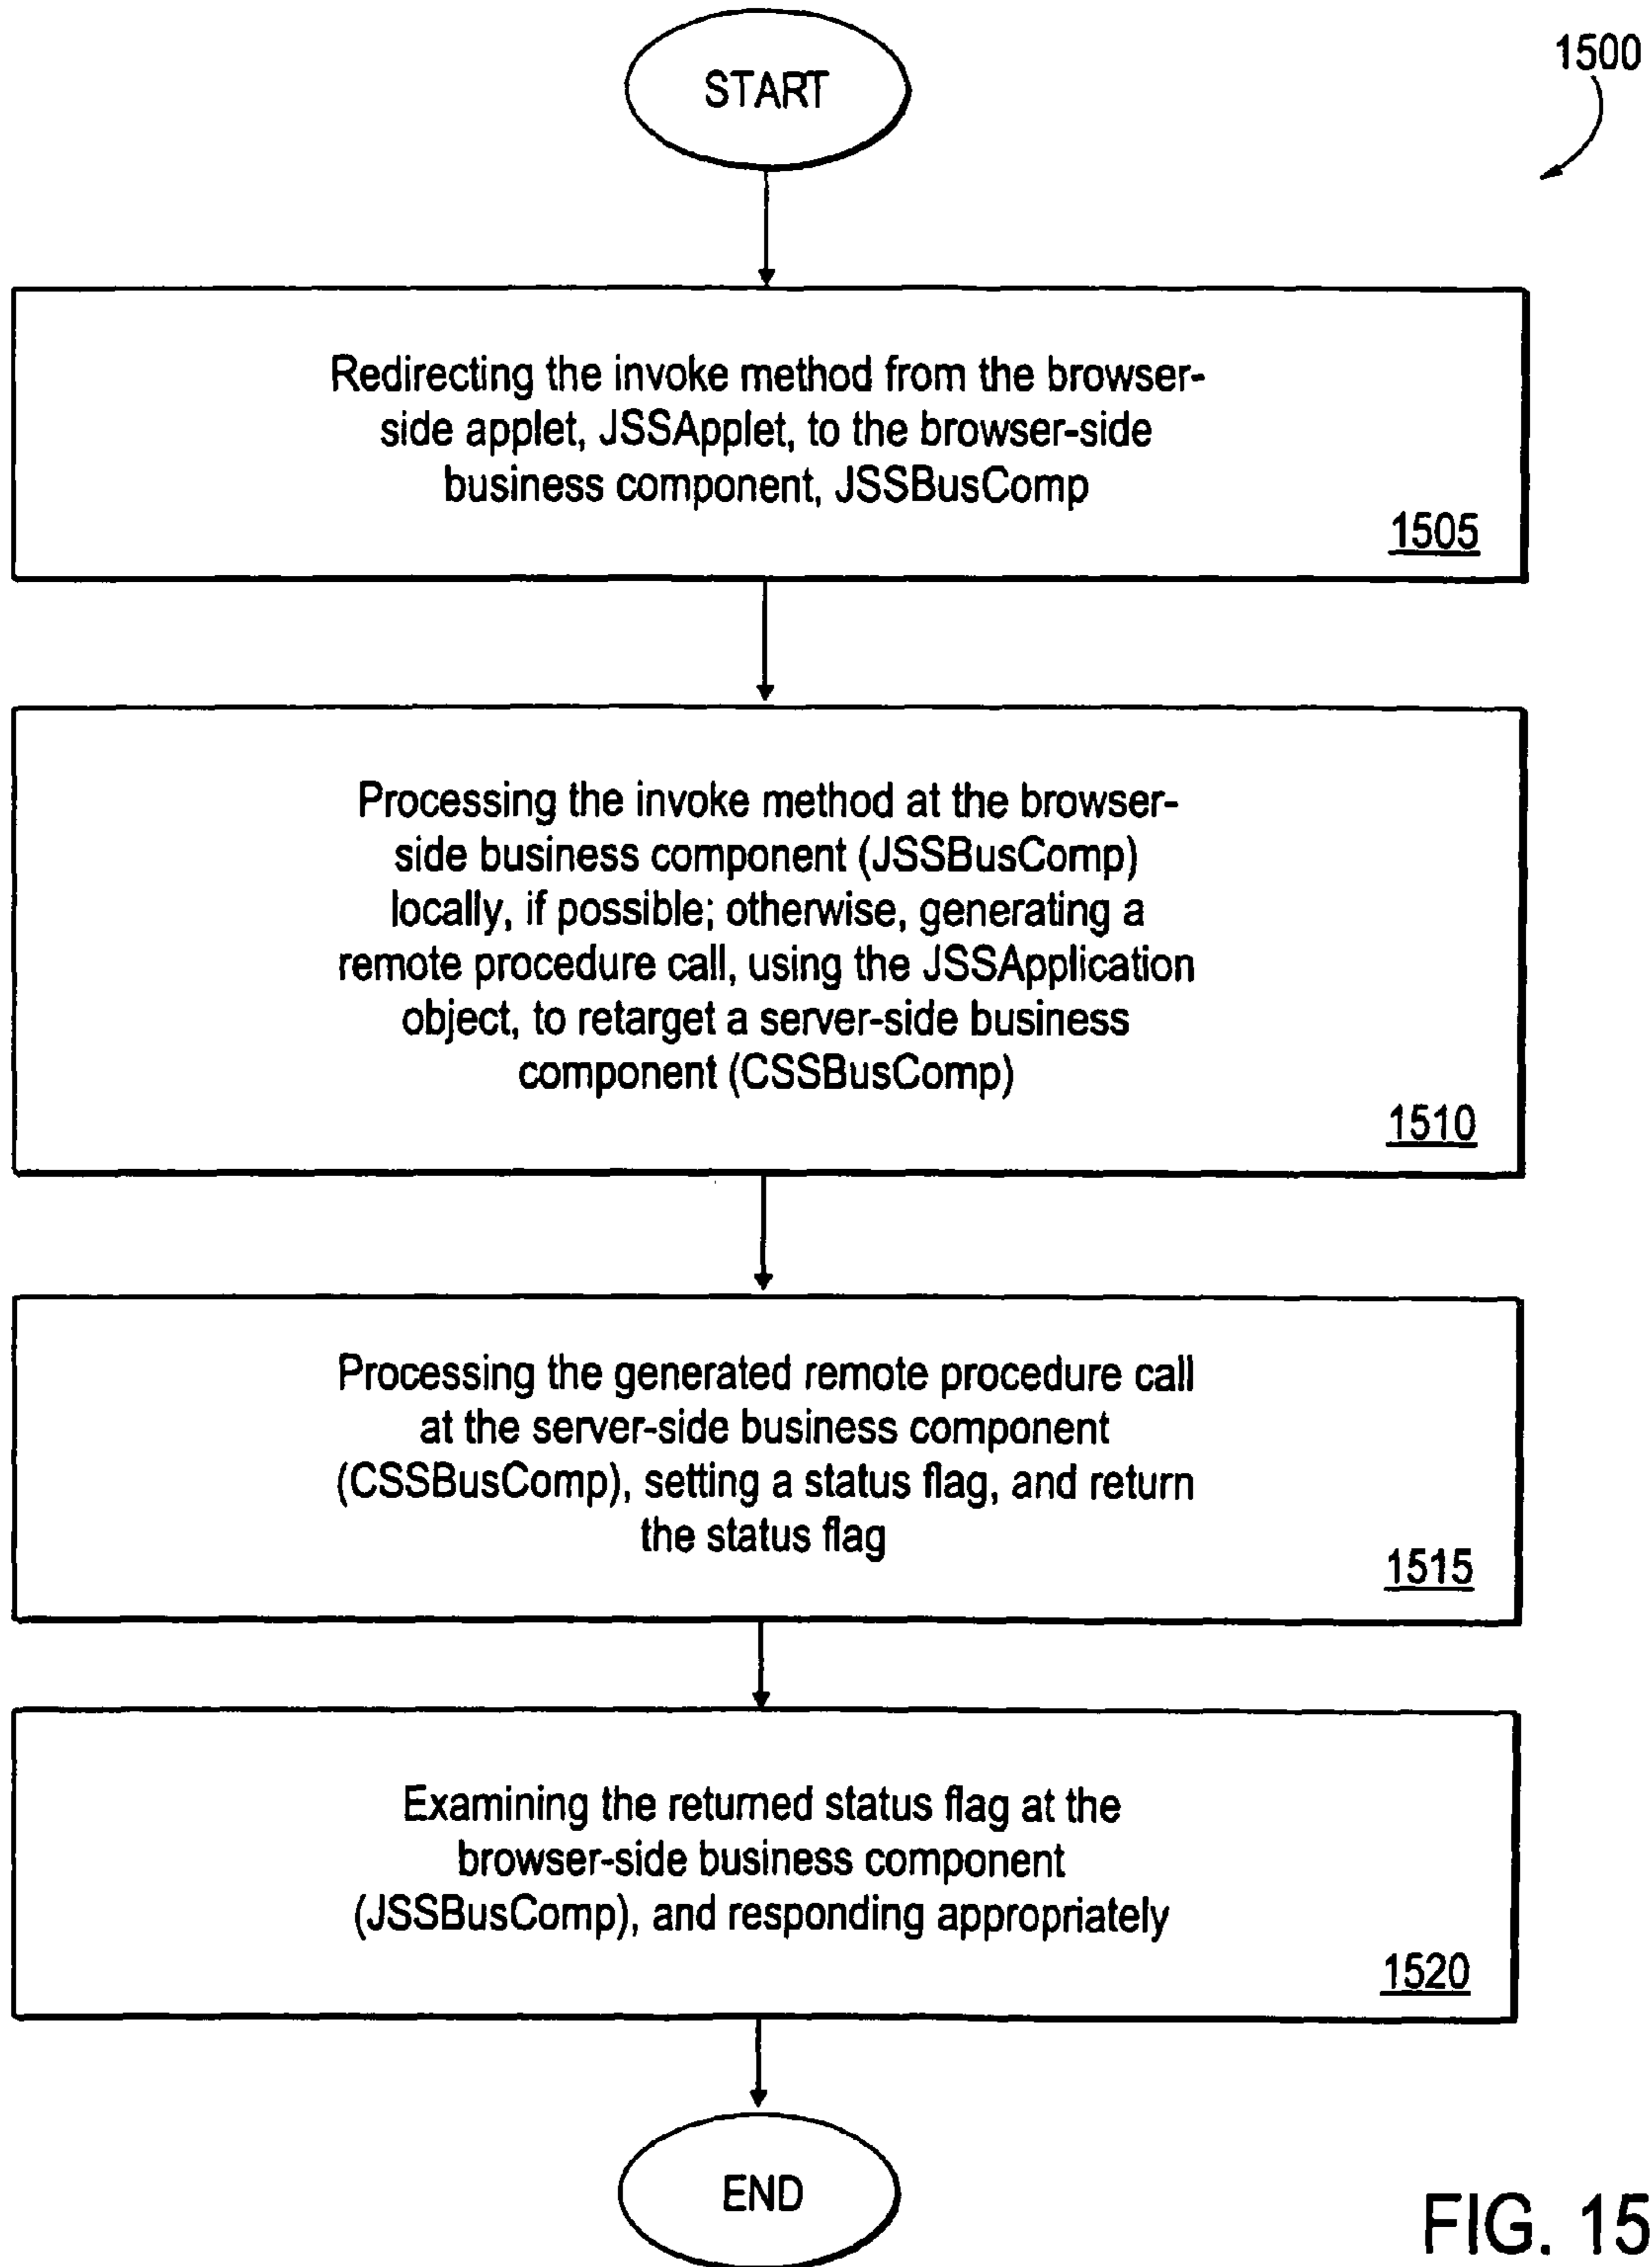 START
1500
Redirecting the invoke method from the browser-
side applet, JSSApplet, to the browser-side
business component, JSSBusComp
1505
Processing the invoke method at the browser-
side business component (JSSBusComp)
locally, if possible; otherwise, generating a
remote procedure call, using the JSSApplication
object, to retarget a server-side business
component (CSSBusComp)
1510
Processing the generated remote procedure call
at the server-side business component
(CSSBusComp), setting a status flag, and return
the status flag
1515
Examining the returned status flag at the
browser-side business component
(JSSBusComp), and responding appropriately
1520
END
FIG. 15